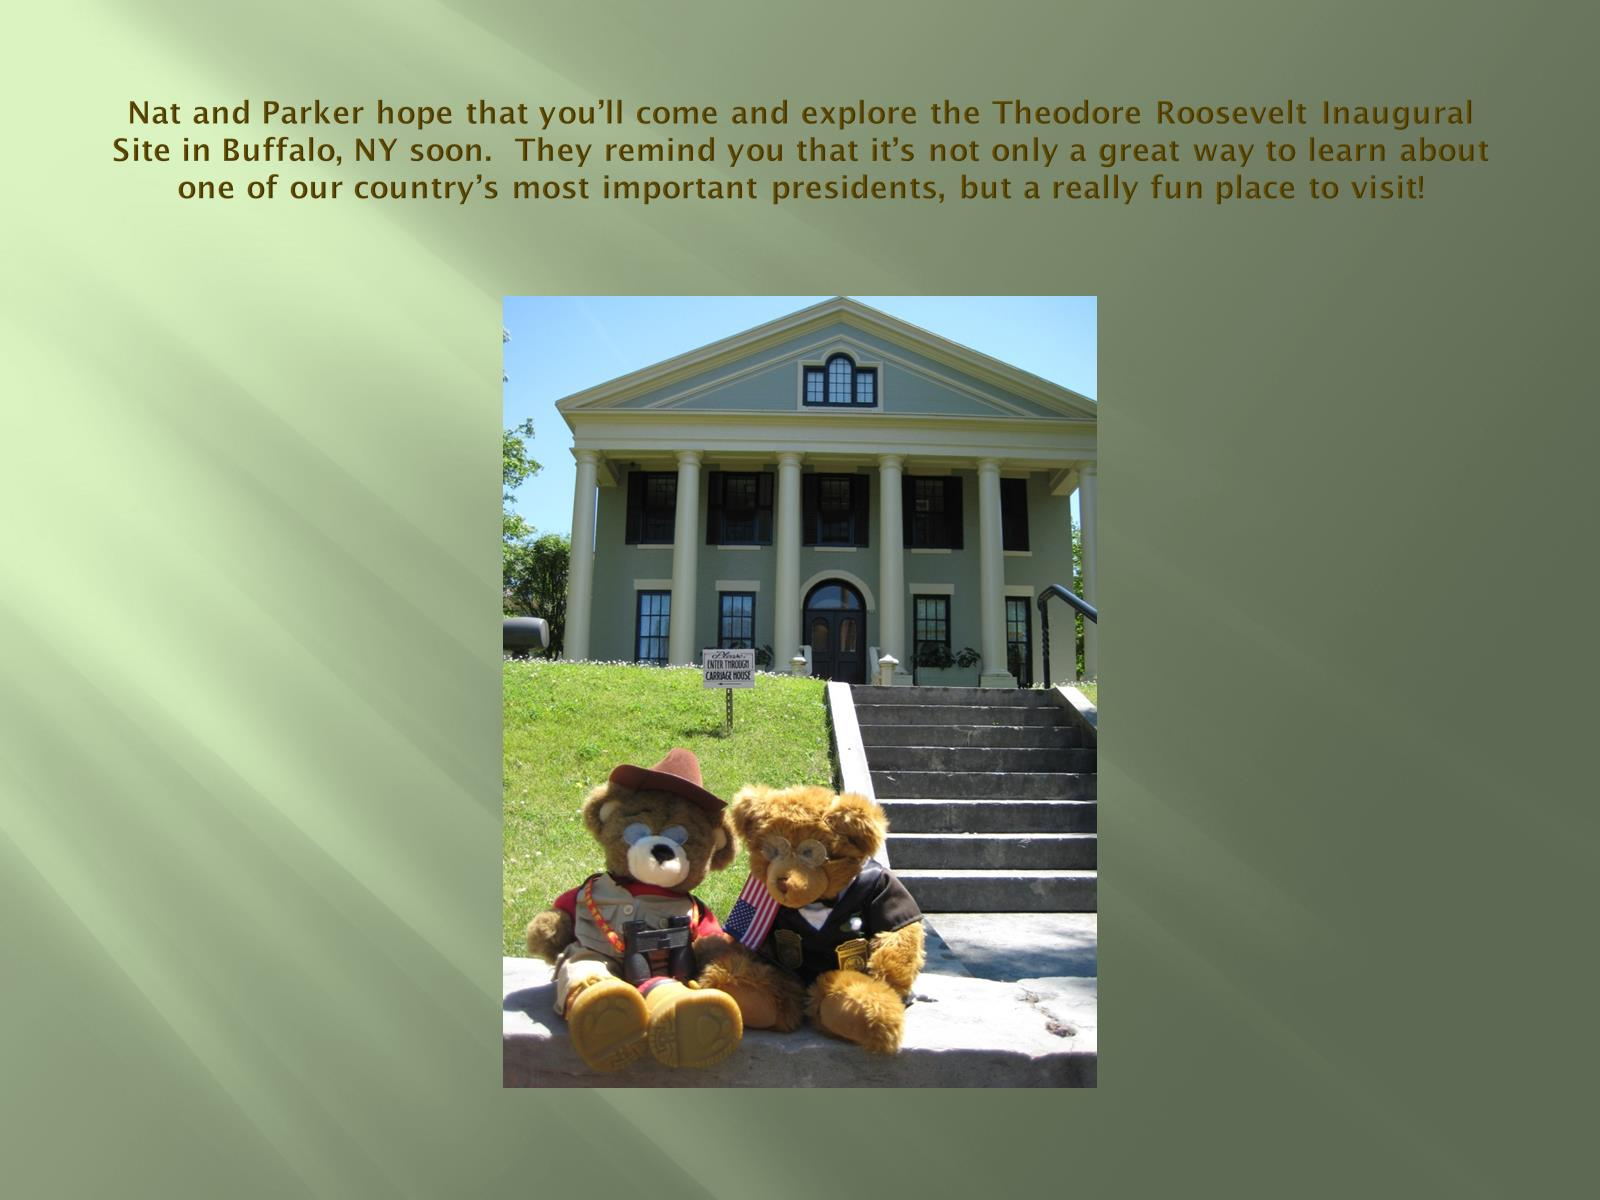 Nat and Parker hope that you’ll come and explore the Theodore Roosevelt Inaugural
Site in Buffalo, NY soon.  They remind you that it’s not only a great way to learn about
one of our country’s most important presidents, but a really fun place to visit!
Please
ENTER THROUGH
CARRIAGE HOUSE